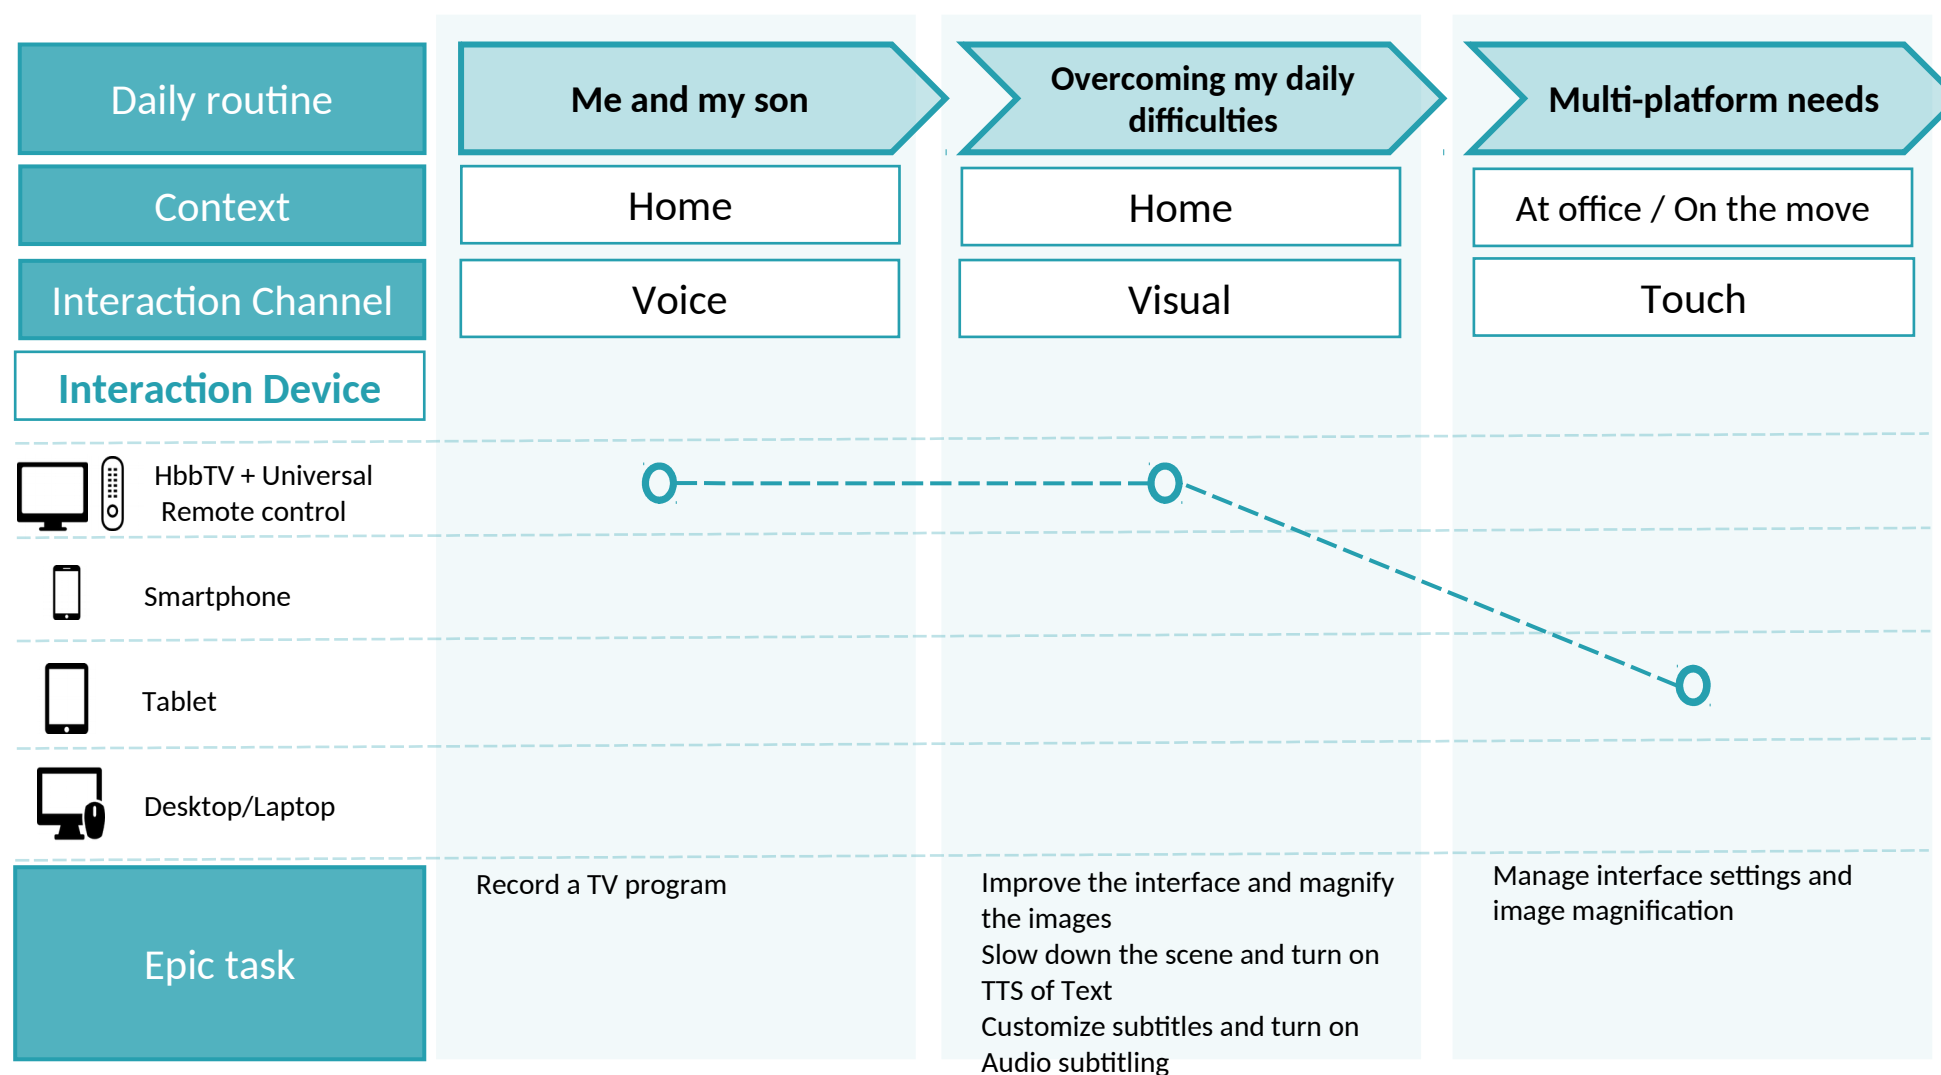 Daily routine
Me and my son
Overcoming my daily
difficulties
Multi-platform needs
Context
Home
Home
At office / On the move
Interaction Channel
Voice
Visual
Touch
Interaction Device
HbbTV + Universal
Remote control
Smartphone
Tablet
Desktop/Laptop
Epic task
Record a TV program
Improve the interface and magnify
the images
Slow down the scene and turn on
TTS of Text
Customize subtitles and turn on
Audio subtitling
Manage interface settings and
image magnification